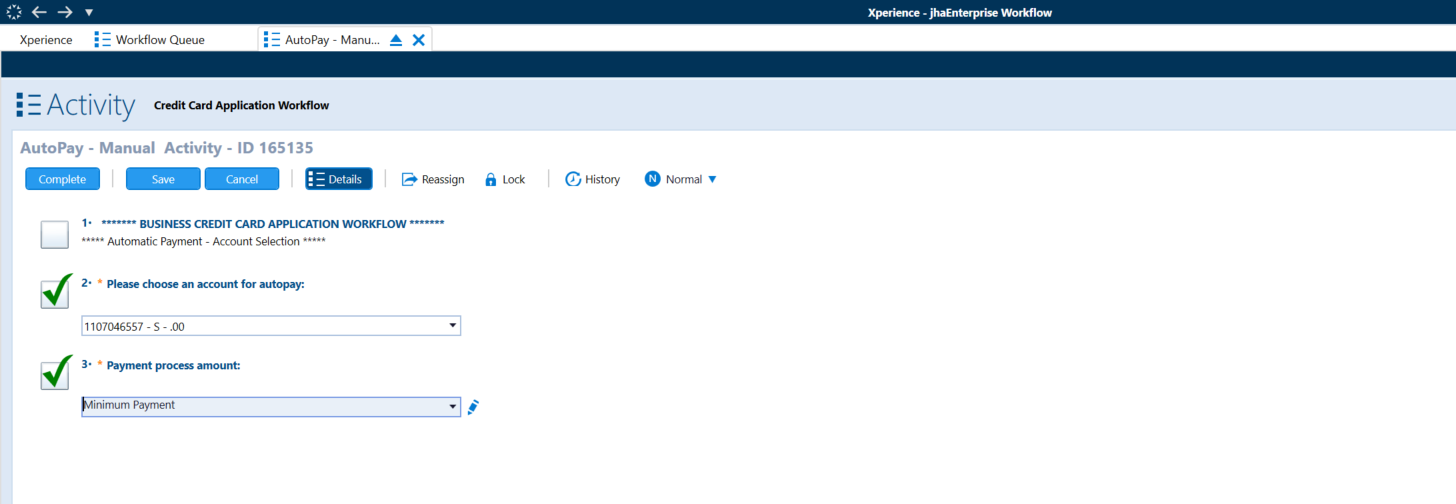 Xperience - jhaEnterprise Workflow
Xperience Workflow Queue AutoPay - Manu...
Activity Credit Card Application Workflow
AutoPay - Manual Activity - ID 165135
Complete Save Cancel Details Reassign Lock History N Normal
1· ******* BUSINESS CREDIT CARD APPLICATION WORKFLOW *******
***** Automatic Payment - Account Selection *****
2· * Please choose an account for autopay:
1107046557 - S - .00
3· * Payment process amount:
Minimum Payment